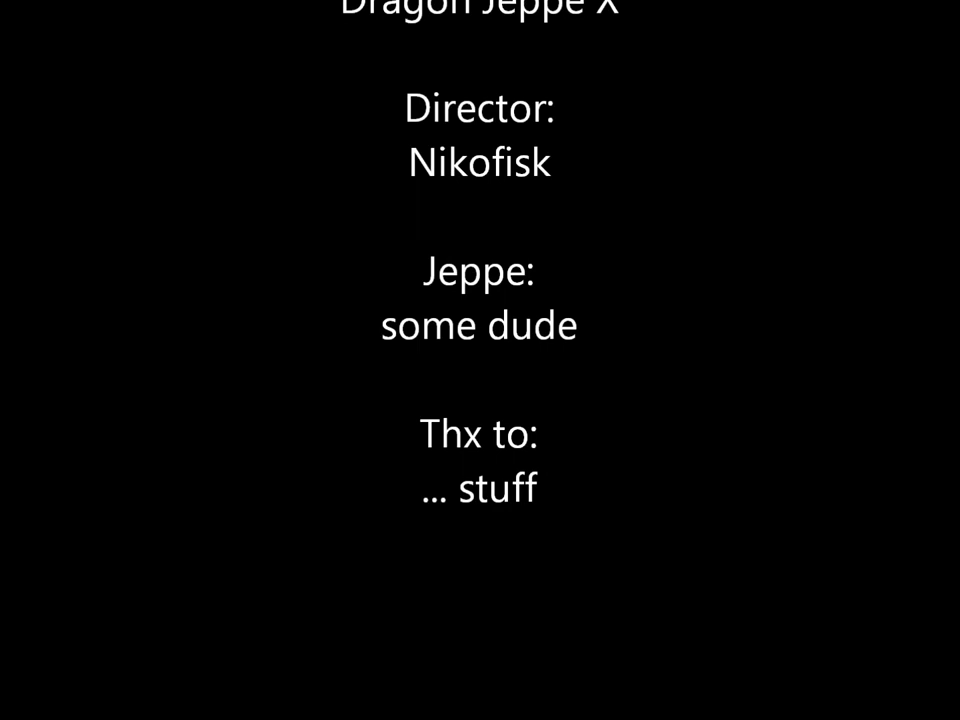 Dragon Jeppe X
Director:
Nikofisk
Jeppe:
some dude
Thx to:
... stuff